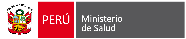 PERÚ
Ministerio
de Salud